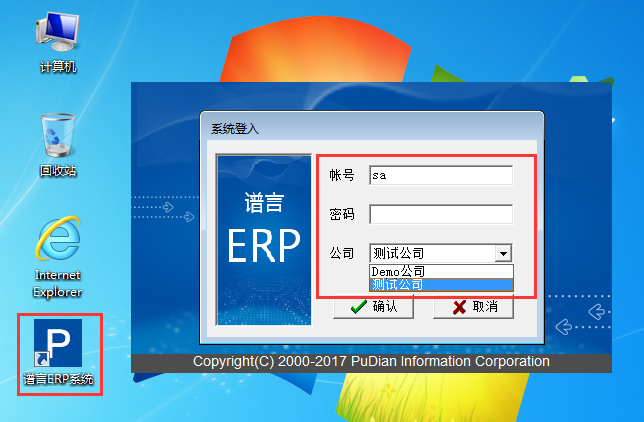 计算机
回收站
Internet
Explorer
P
谱言ERP系统
系统登入
谱言
ERP
帐号
sa
密码
公司
测试公司
Demo公司
测试公司
确认
取消
Copyright(C) 2000-2017 PuDian Information Corporation